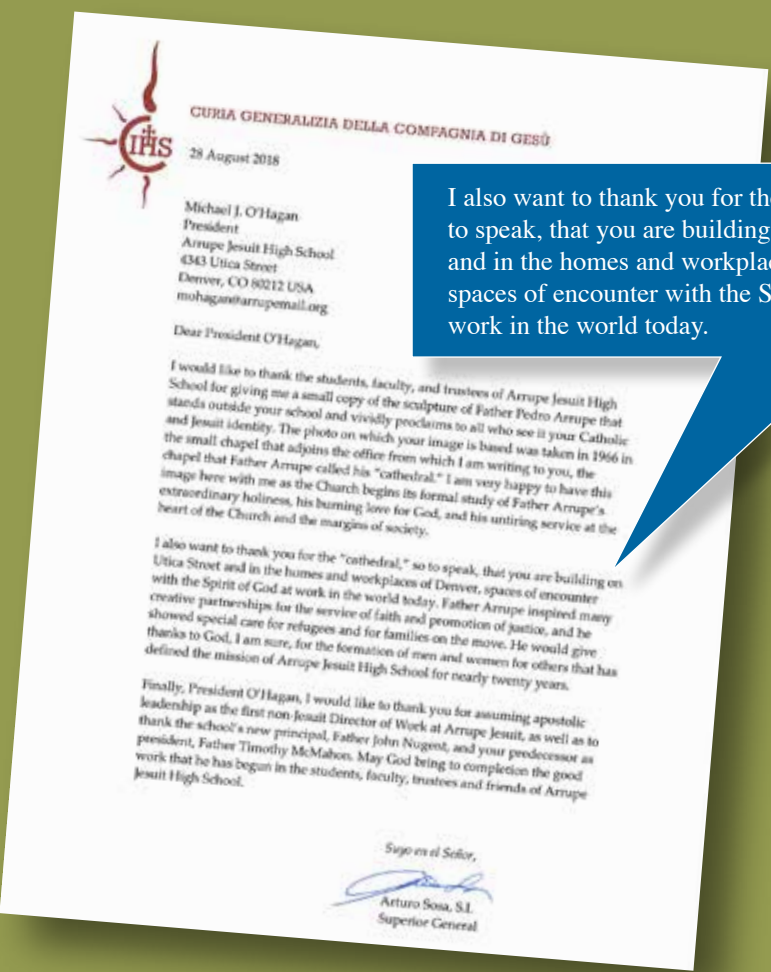 IHS
CURIA GENERALIZIA DELLA COMPAGNIA DI GESÙ
28 August 2018
Michael J. O'Hagan
President
Arrupe Jesuit High School
4343 Utica Street
Denver, CO 80212 USA
mohagan@arrupemail.org
Dear President O'Hagan,
I would like to thank the students, faculty, and trustees of Arrupe Jesuit High
School for giving me a small copy of the sculpture of Father Pedro Arrupe that
stands outside your school and vividly proclaims to all who see it your Catholic
and Jesuit identity. The photo on which your image is based was taken in 1966 in
the small chapel that adjoins the office from which I am writing to you, the
chapel that Father Arrupe called his "cathedral." I am very happy to have this
image here with me as the Church begins its formal study of Father Arrupe's
extraordinary holiness, his burning love for God, and his untiring service at the
heart of the Church and the margins of society.
I also want to thank you for the "cathedral," so to speak, that you are building on
Utica Street and in the homes and workplaces of Denver, spaces of encounter
with the Spirit of God at work in the world today. Father Arrupe inspired many
creative partnerships for the service of faith and promotion of justice, and he
showed special care for refugees and for families on the move. He would give
thanks to God, I am sure, for the formation of men and women for others that has
defined the mission of Arrupe Jesuit High School for nearly twenty years.
Finally, President O'Hagan, I would like to thank you for assuming apostolic
leadership as the first non-Jesuit Director of Work at Arrupe Jesuit, as well as to
thank the school's new principal, Father John Nugent, and your predecessor as
president, Father Timothy McMahon. May God bring to completion the good
work that he has begun in the students, faculty, trustees and friends of Arrupe
Jesuit High School.
Suyo en el Señor,
Arturo Sosa, S.I.
Superior General
I also want to thank you for the
to speak, that you are building
and in the homes and workplac
spaces of encounter with the S
work in the world today.